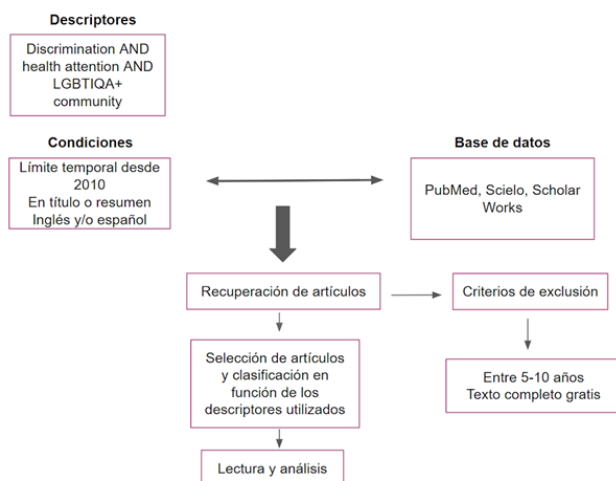 Descriptores
Discrimination AND
health attention AND
LGBTIQA+
community
Condiciones
Límite temporal desde
2010
En título o resumen
Inglés y/o español
Base de datos
PubMed, Scielo, Scholar
Works
Recuperación de artículos
Criterios de exclusión
Selección de artículos
y clasificación en
función de los
descriptores utilizados
Entre 5-10 años
Texto completo gratis
Lectura y análisis